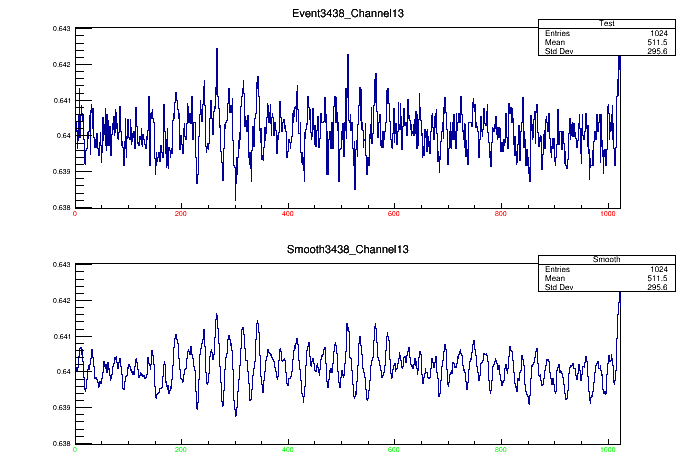 Event3438_Channel13
Test
Entries 1024
Mean 511.5
Std Dev 295.6
0.643
0.642
0.641
0.64
0.639
0.638
0 200 400 600 800 1000
Smooth3438_Channel13
Smooth
Entries 1024
Mean 511.5
Std Dev 295.6
0.643
0.642
0.641
0.64
0.639
0.638
0 200 400 600 800 1000